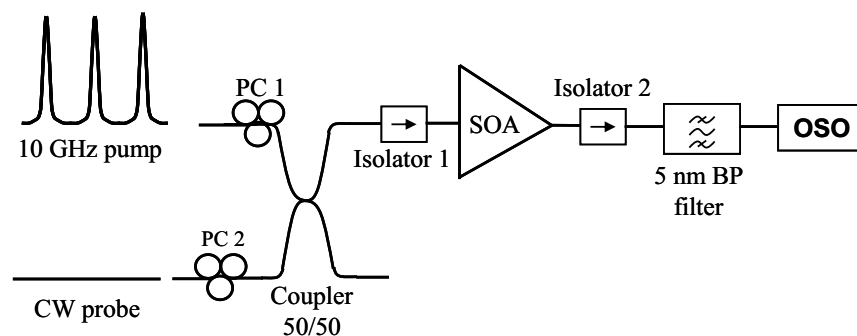 PC 1
10 GHz pump
Isolator 1
SOA
Isolator 2
5 nm BP
filter
OSO
PC 2
CW probe
Coupler
50/50